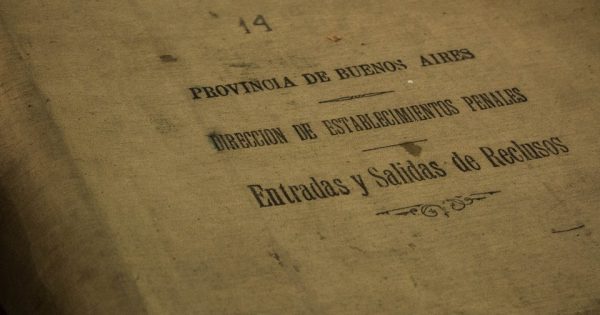 14
PROVINCIA DE BUENOS AIRES
DIRECCION DE ESTABLECIMIENTOS PENALES
Entradas y Salidas de Reclusos